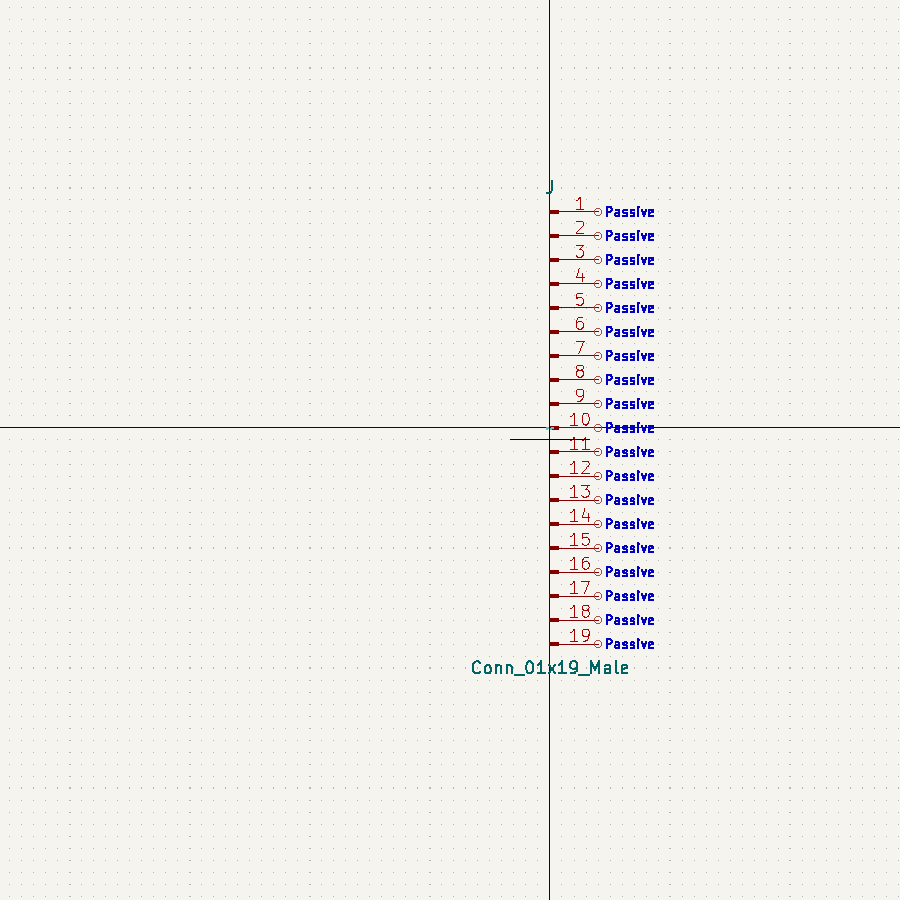 J
1 Passive
2 Passive
3 Passive
4 Passive
5 Passive
6 Passive
7 Passive
8 Passive
9 Passive
10 Passive
11 Passive
12 Passive
13 Passive
14 Passive
15 Passive
16 Passive
17 Passive
18 Passive
19 Passive
Conn_01x19_Male